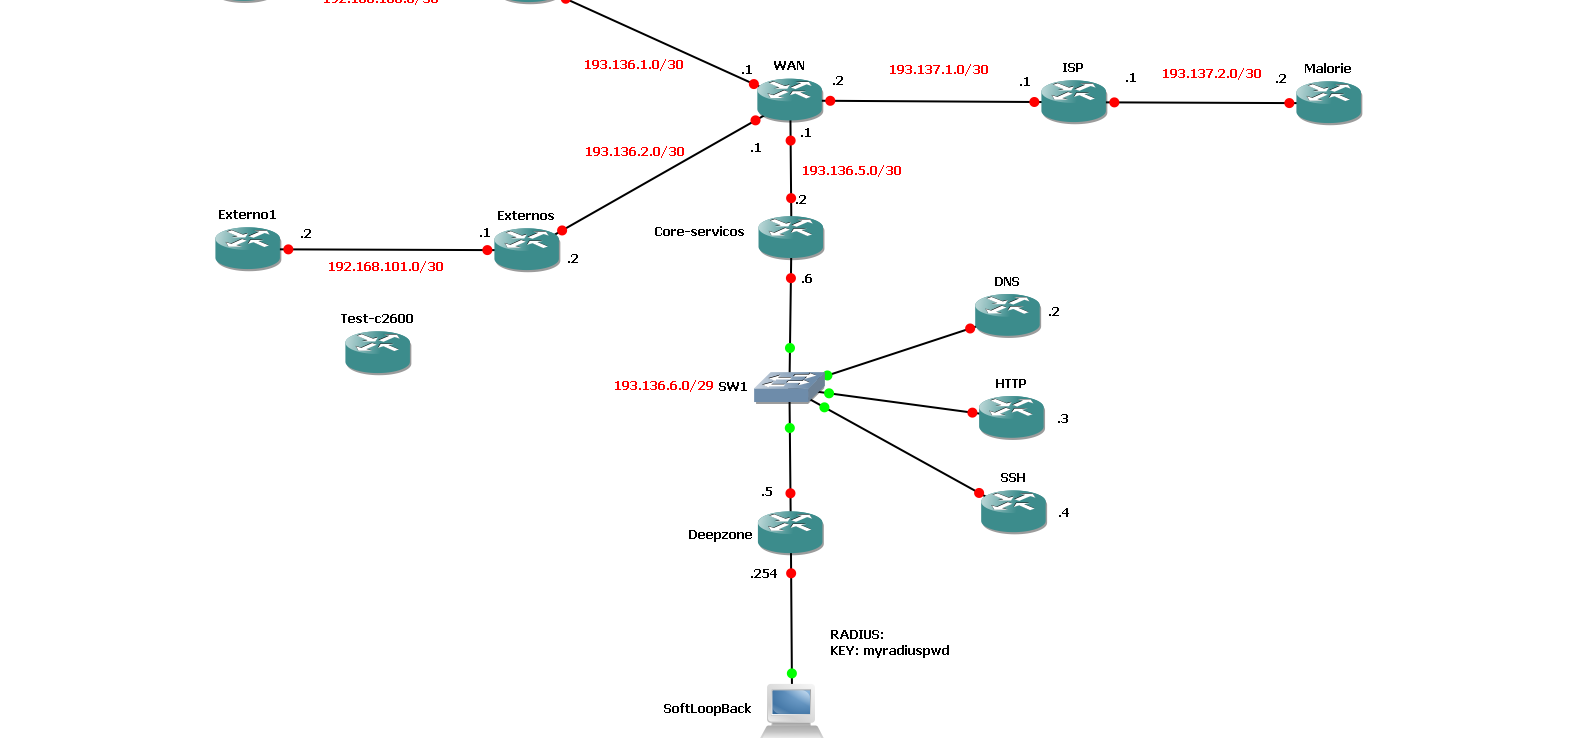 193.136.1.0/30
.1
WAN
.2
193.137.1.0/30
.1
ISP
.1
193.137.2.0/30
.2
Malorie
193.136.2.0/30
.1
.1
193.136.5.0/30
.2
Externo1
.2
192.168.101.0/30
.1
Externos
.2
Core-servicos
.6
Test-c2600
DNS
.2
193.136.6.0/29
SW1
HTTP
.3
SSH
.4
.5
Deepzone
.254
RADIUS:
KEY: myradiuspwd
SoftLoopBack